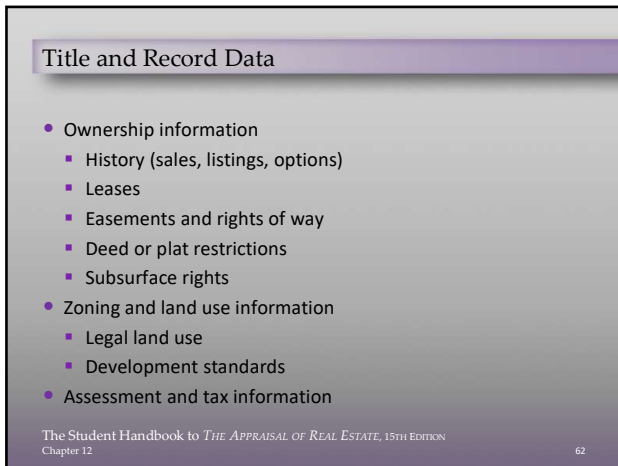 Title and Record Data
• Ownership information
▪ History (sales, listings, options)
▪ Leases
▪ Easements and rights of way
▪ Deed or plat restrictions
▪ Subsurface rights
• Zoning and land use information
▪ Legal land use
▪ Development standards
• Assessment and tax information
The Student Handbook to THE APPRAISAL OF REAL ESTATE, 15TH EDITION
Chapter 12 62